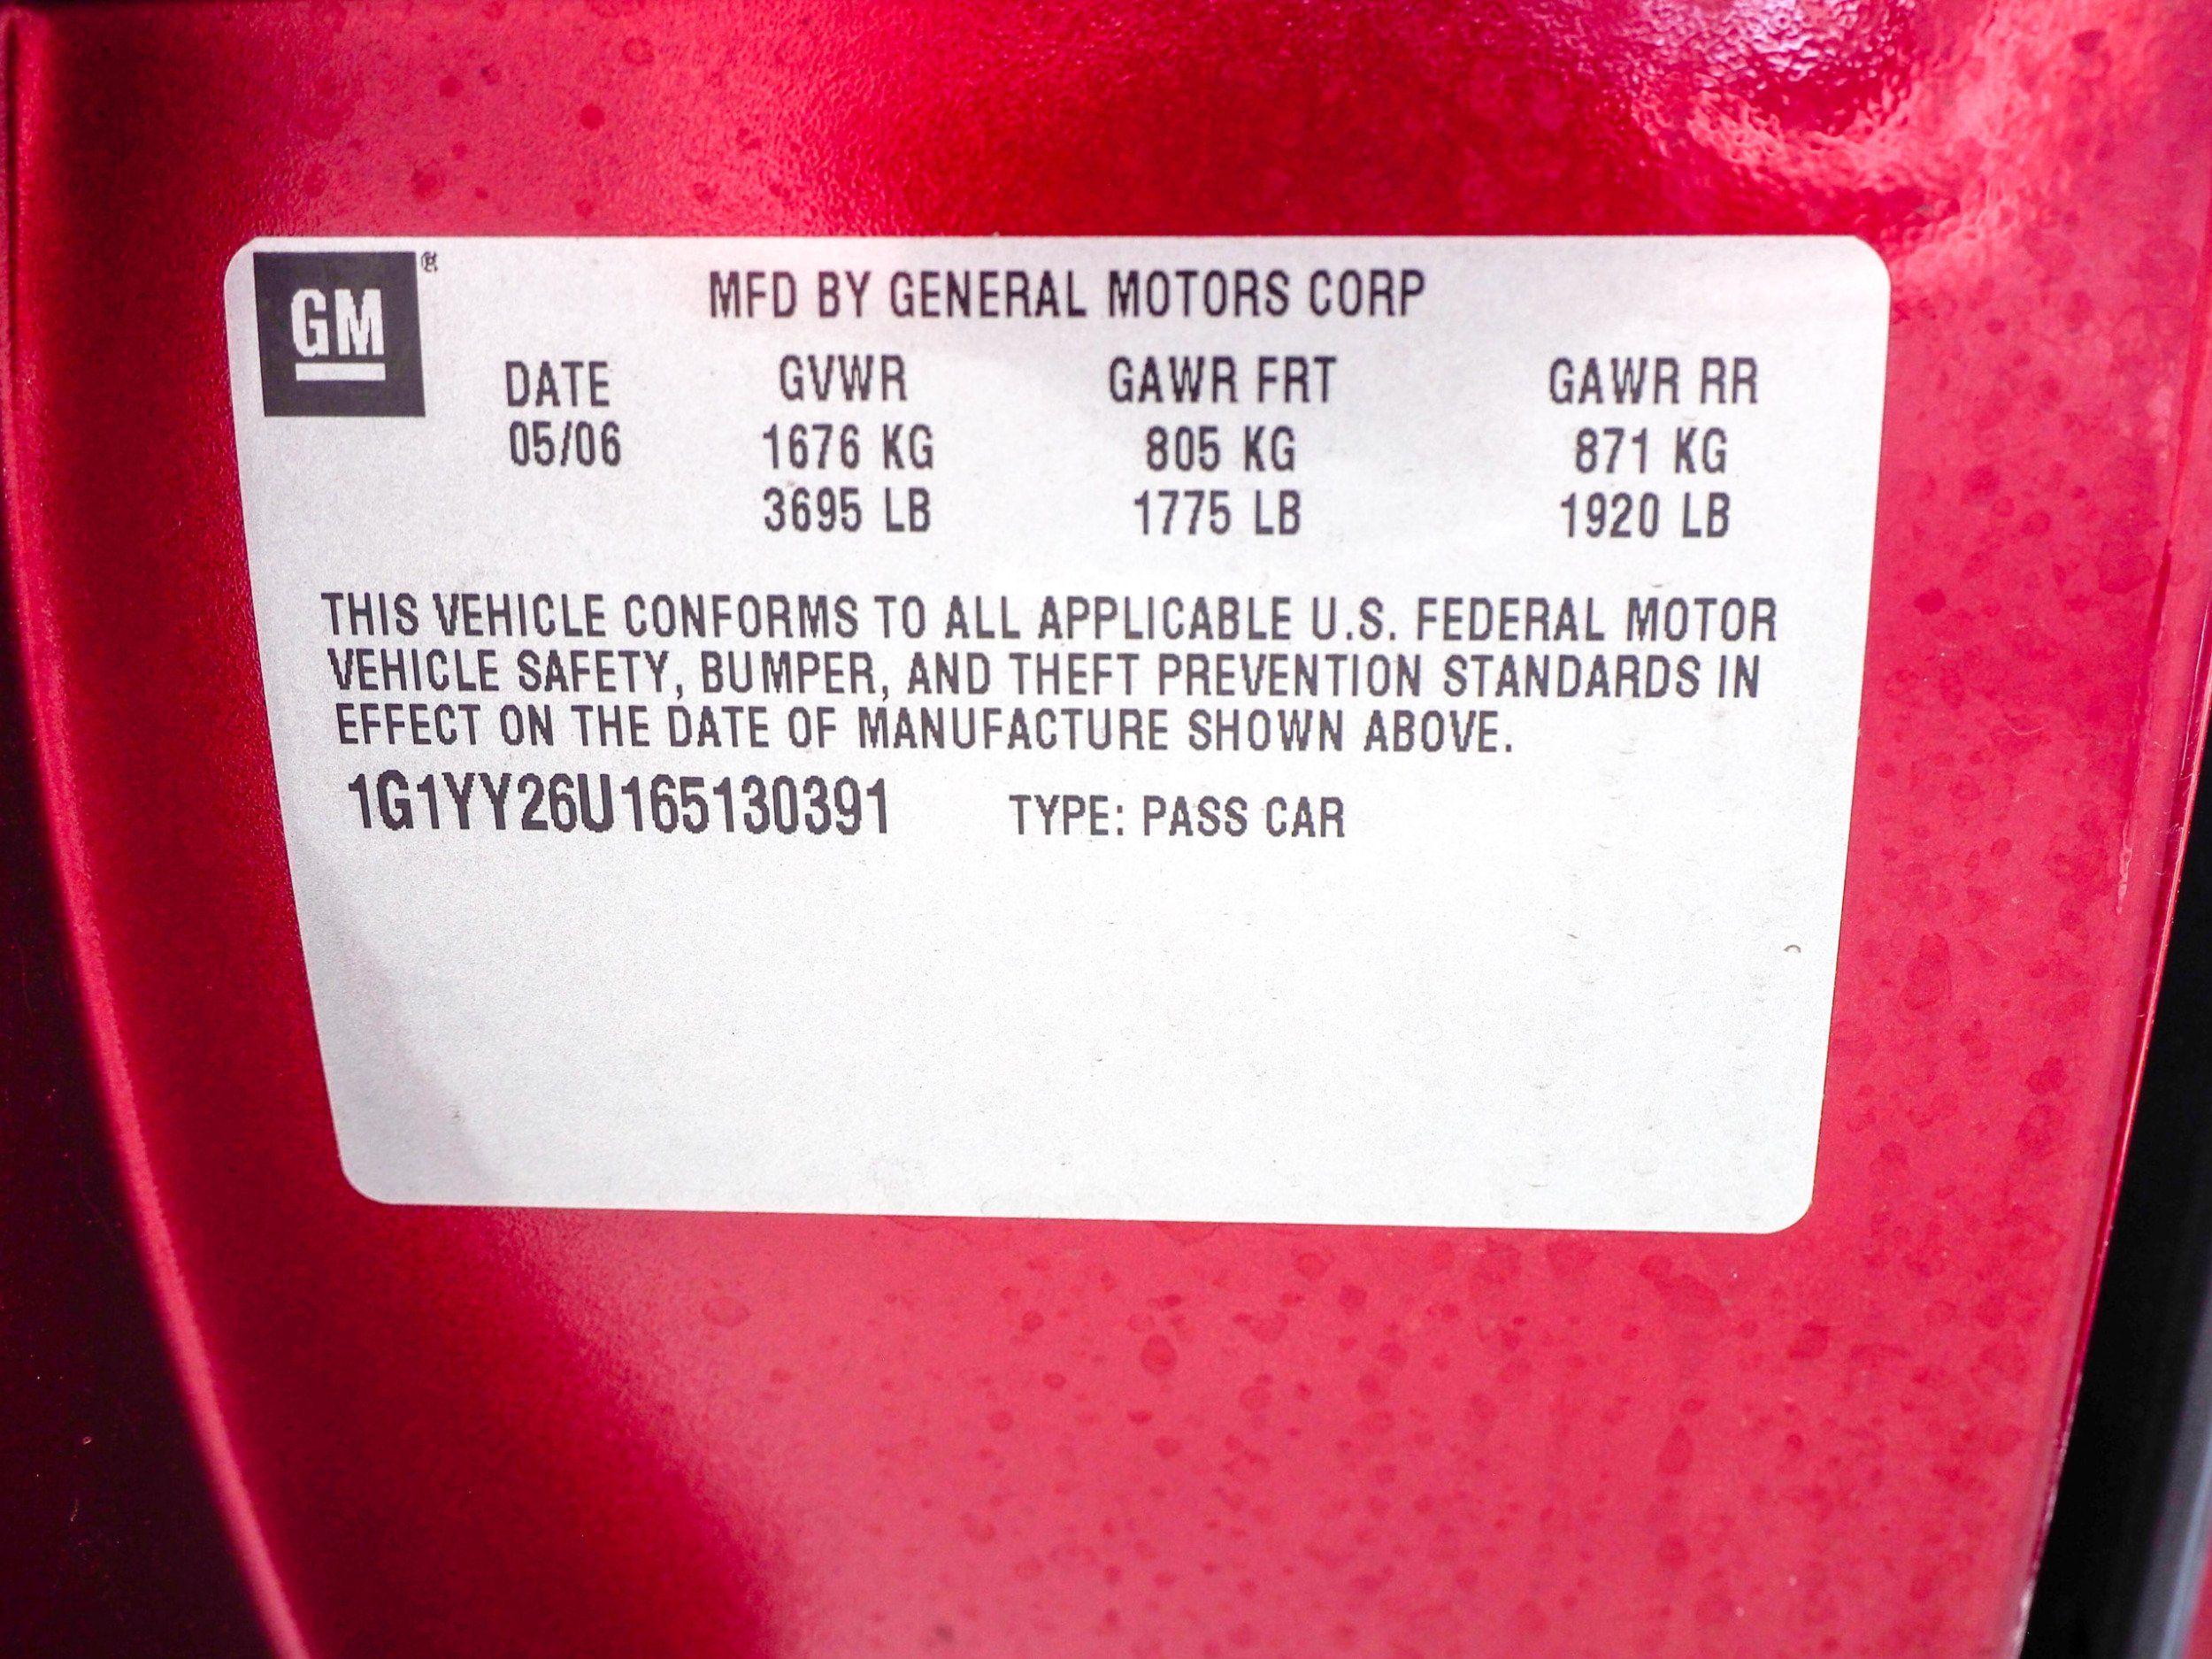 GM ®
MFD BY GENERAL MOTORS CORP
DATE GVWR GAWR FRT GAWR RR
05/06 1676 KG 805 KG 871 KG
3695 LB 1775 LB 1920 LB
THIS VEHICLE CONFORMS TO ALL APPLICABLE U.S. FEDERAL MOTOR
VEHICLE SAFETY, BUMPER, AND THEFT PREVENTION STANDARDS IN
EFFECT ON THE DATE OF MANUFACTURE SHOWN ABOVE.
1G1YY26U165130391 TYPE: PASS CAR